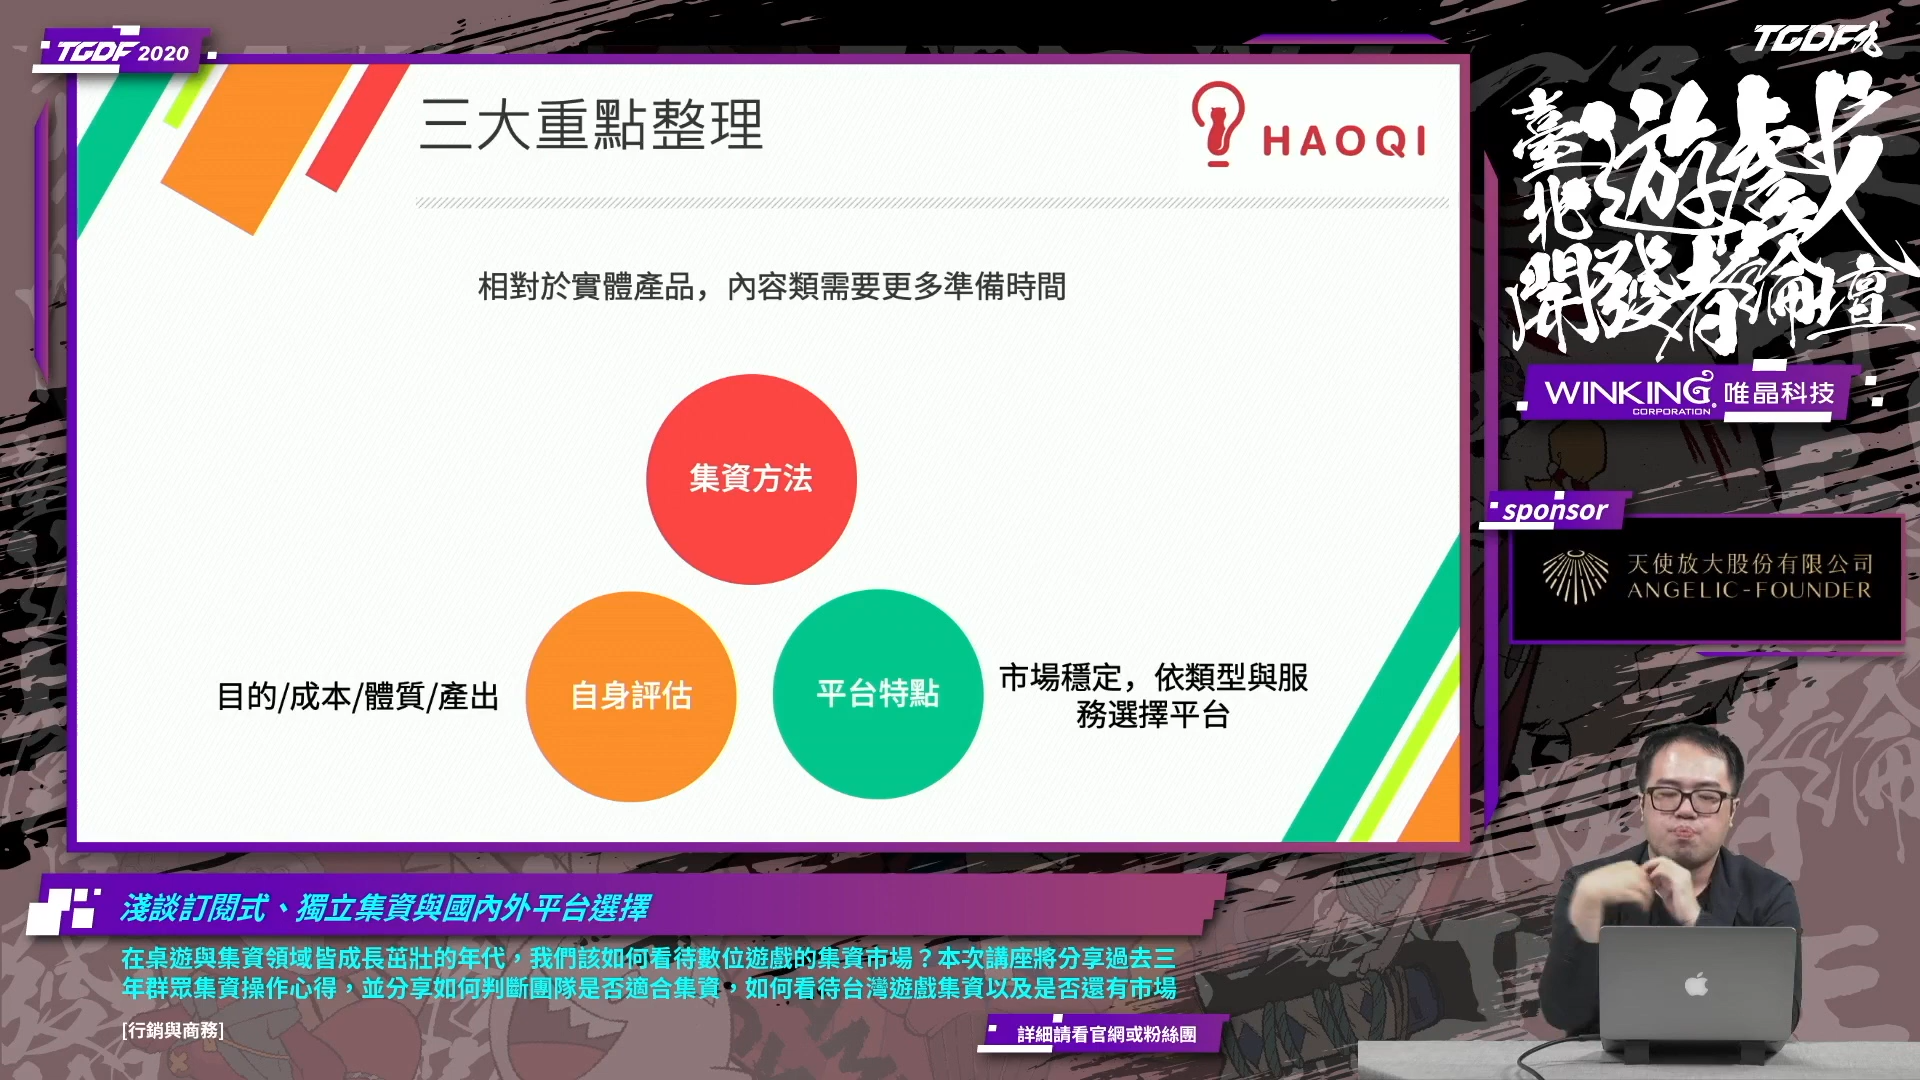 TGDF 2020
三大重點整理
HAOQI
相對於實體產品，內容類需要更多準備時間
集資方法
目的/成本/體質/產出
自身評估
平台特點
市場穩定，依類型與服
務選擇平台
TGDF九
臺北遊戲
開發者論壇
WINKING CORPORATION 唯晶科技
sponsor
天使放大股份有限公司
ANGELIC-FOUNDER
淺談訂閱式、獨立集資與國內外平台選擇
在桌遊與集資領域皆成長茁壯的年代，我們該如何看待數位遊戲的集資市場？本次講座將分享過去三
年群眾集資操作心得，並分享如何判斷團隊是否適合集資，如何看待台灣遊戲集資以及是否還有市場
[行銷與商務]
詳細請看官網或粉絲團